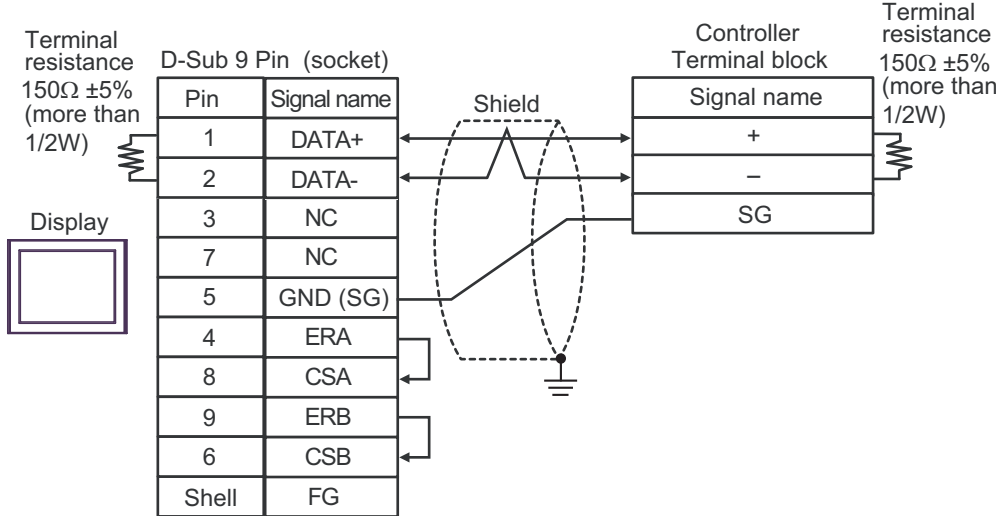 Terminal
resistance
150Ω ±5%
(more than
1/2W)
D-Sub 9 Pin (socket)
Pin Signal name
1 DATA+
2 DATA-
3 NC
7 NC
5 GND (SG)
4 ERA
8 CSA
9 ERB
6 CSB
Shell FG
Display
Shield
Controller
Terminal block
Signal name
+
–
SG
Terminal
resistance
150Ω ±5%
(more than
1/2W)